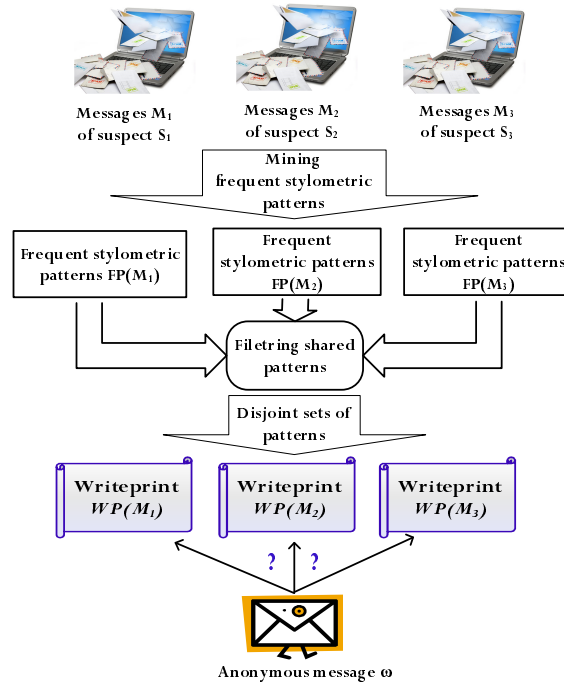 Messages M1
of suspect S1
Messages M2
of suspect S2
Messages M3
of suspect S3
Mining
frequent stylometric
patterns
Frequent stylometric
patterns FP(M1)
Frequent
stylometric patterns
FP(M2)
Frequent
stylometric patterns
FP(M3)
Filetring shared
patterns
Disjoint sets of
patterns
Writeprint
WP(M1)
Writeprint
WP(M2)
Writeprint
WP(M3)
? ?
Anonymous message ω